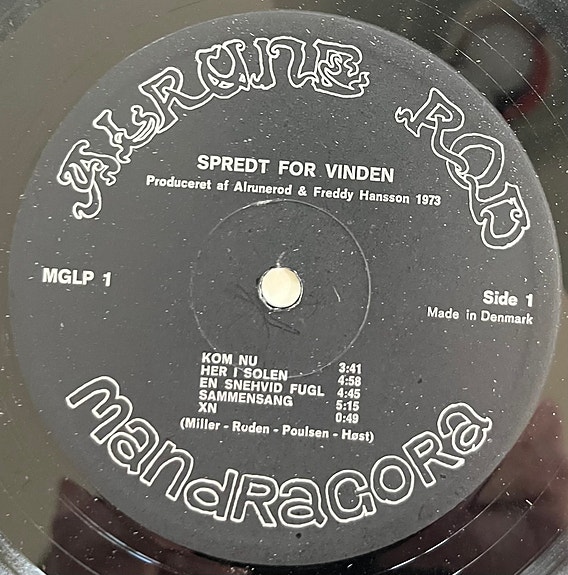 ALRUNE ROD
SPREDT FOR VINDEN
Produceret af Alrunerod & Freddy Hansson 1973
MGLP 1
Side 1
Made in Denmark
KOM NU 3:41
HER I SOLEN 4:58
EN SNEHVID FUGL 4:45
SAMMENSANG 5:15
XN 0:49
(Miller - Ruden - Poulsen - Høst)
mandRagoRa